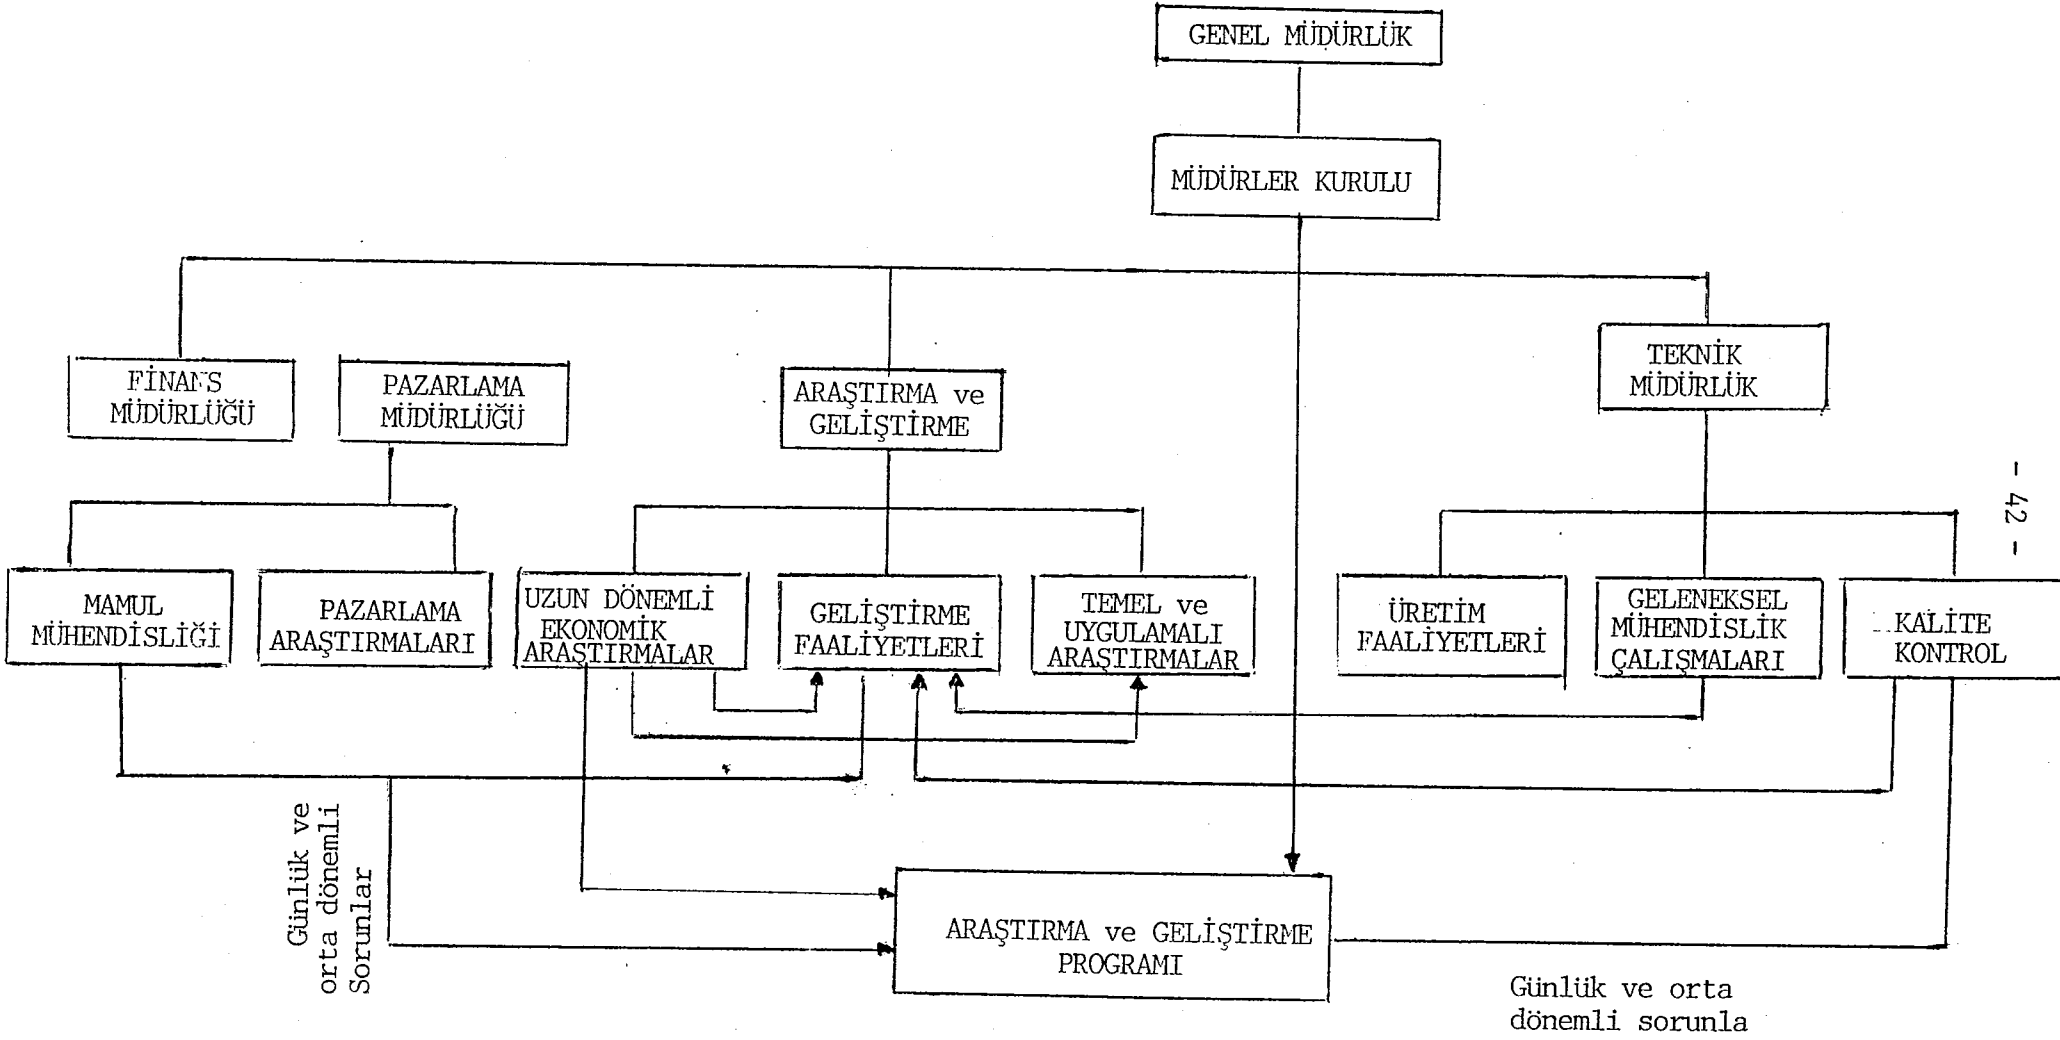 GENEL MÜDÜRLÜK
MÜDÜRLER KURULU
FİNANS
MÜDÜRLÜĞÜ
PAZARLAMA
MÜDÜRLÜĞÜ
ARAŞTIRMA ve
GELİŞTİRME
TEKNİK
MÜDÜRLÜK
- 42 -
MAMUL
MÜHENDİSLİĞİ
PAZARLAMA
ARAŞTIRMALARI
UZUN DÖNEMLİ
EKONOMİK
ARAŞTIRMALAR
GELİŞTİRME
FAALİYETLERİ
TEMEL ve
UYGULAMALI
ARAŞTIRMALAR
ÜRETİM
FAALİYETLERİ
GELENEKSEL
MÜHENDİSLİK
ÇALIŞMALARI
KALİTE
KONTROL
Günlük ve
orta dönemli
Sorunlar
ARAŞTIRMA ve GELİŞTİRME
PROGRAMI
Günlük ve orta
dönemli sorunla